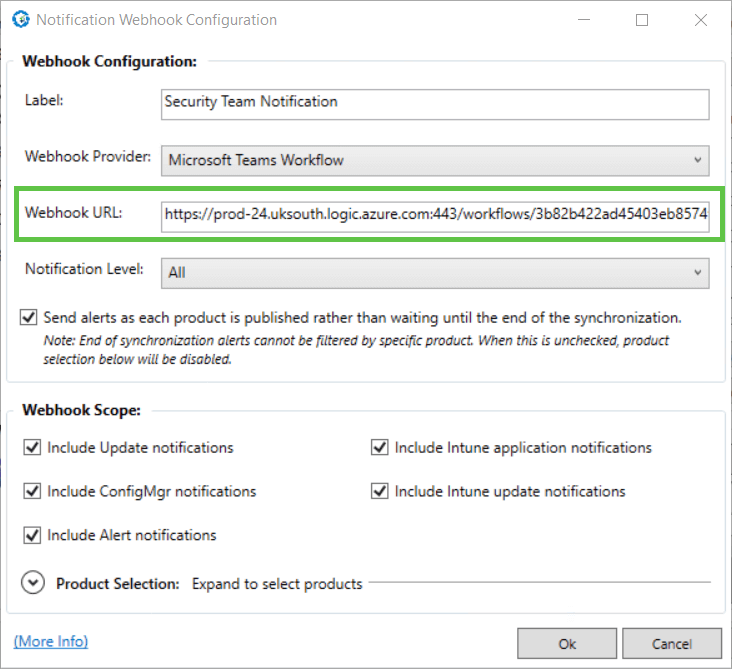 Notification Webhook Configuration
Webhook Configuration:
Label:
Security Team Notification
Webhook Provider:
Microsoft Teams Workflow
Webhook URL:
https://prod-24.uksouth.logic.azure.com:443/workflows/3b82b422ad45403eb8574
Notification Level:
All
Send alerts as each product is published rather than waiting until the end of the synchronization.
Note: End of synchronization alerts cannot be filtered by specific product. When this is unchecked, product
selection below will be disabled.
Webhook Scope:
Include Update notifications
Include Intune application notifications
Include ConfigMgr notifications
Include Intune update notifications
Include Alert notifications
Product Selection: Expand to select products
(More Info)
Ok
Cancel